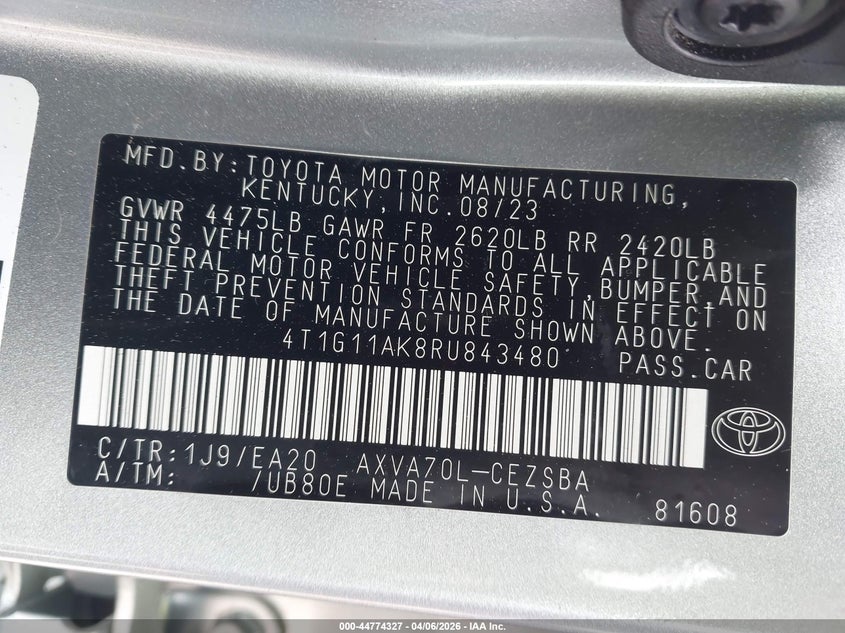 MFD.BY:TOYOTA MOTOR MANUFACTURING,
KENTUCKY,INC.08/23
GVWR 4475LB GAWR FR 2620LB RR 2420LB
THIS VEHICLE CONFORMS TO ALL APPLICABLE
FEDERAL MOTOR VEHICLE SAFETY,BUMPER,AND
THEFT PREVENTION STANDARDS IN EFFECT ON
THE DATE OF MANUFACTURE SHOWN ABOVE.
4T1G11AK8RU843480 PASS.CAR
C/TR:1J9/EA20 AXVA70L-CEZSBA
A/TM: /UB80E MADE IN U.S.A. 81608
000-44774327 - 04/06/2026 - IAA Inc.